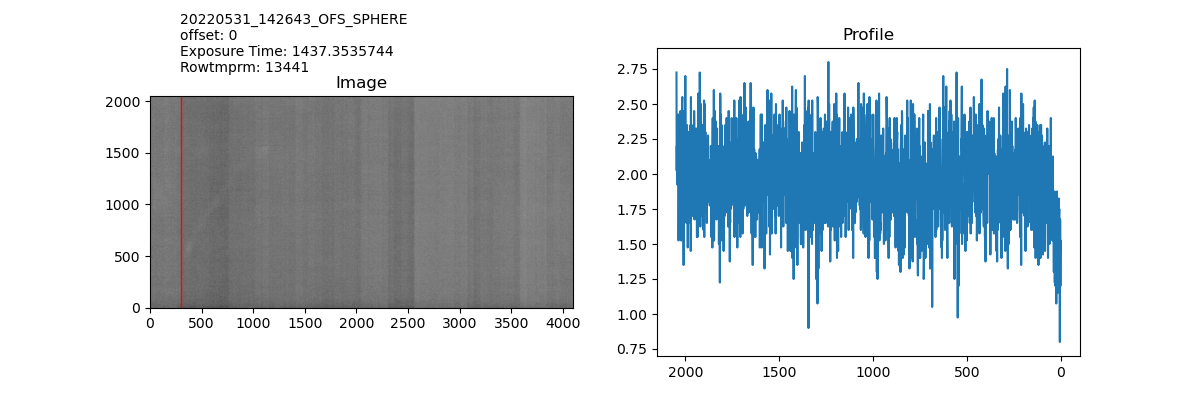 20220531_142643_OFS_SPHERE
offset: 0
Exposure Time: 1437.3535744
Rowtmprm: 13441
Image
2000
1500
1000
500
0
0 500 1000 1500 2000 2500 3000 3500 4000
Profile
2.75
2.50
2.25
2.00
1.75
1.50
1.25
1.00
0.75
2000 1500 1000 500 0